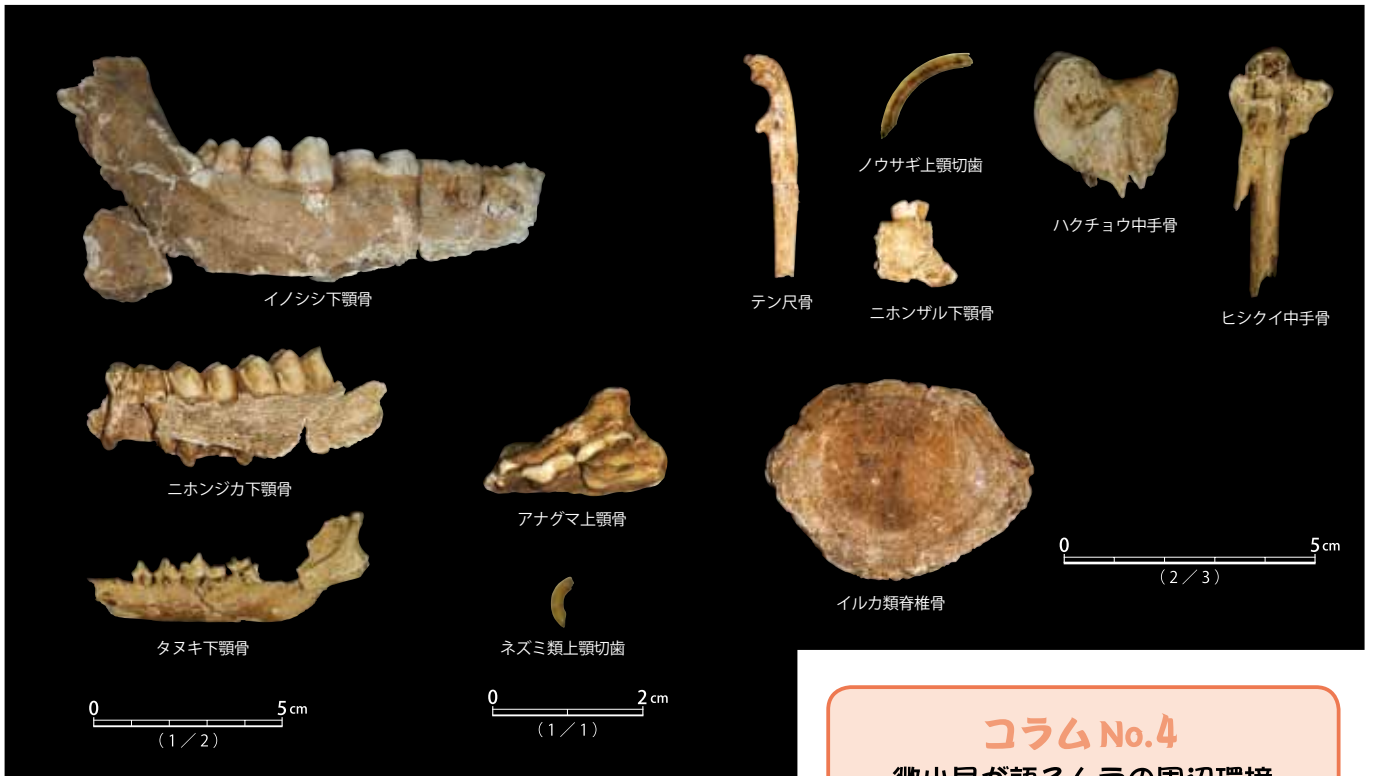 イノシシ下顎骨
ニホンジカ下顎骨
タヌキ下顎骨
0 5cm
(1/2)
アナグマ上顎骨
ネズミ類上顎切歯
0 2cm
(1/1)
テン尺骨
ノウサギ上顎切歯
ニホンザル下顎骨
ハクチョウ中手骨
ヒシクイ中手骨
イルカ類脊椎骨
0 5cm
(2/3)
コラム No.4